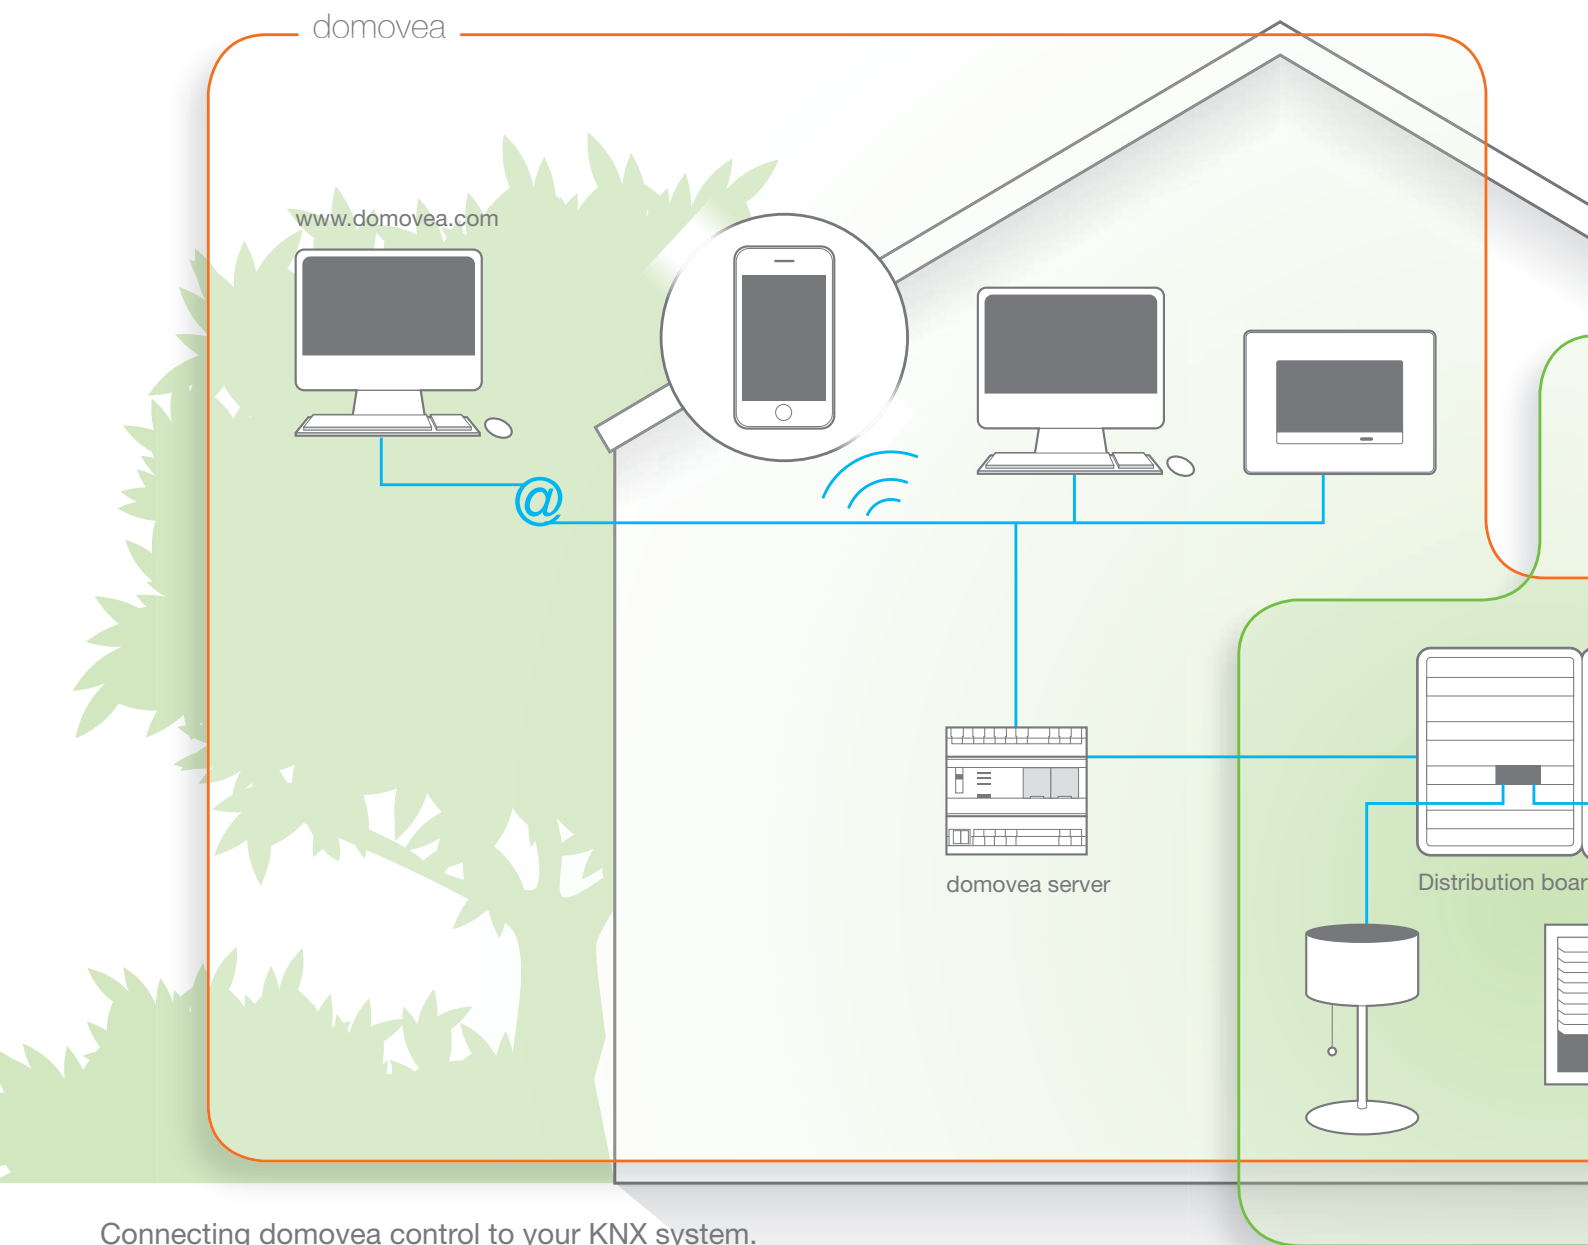 domovea
www.domovea.com
@
domovea server
Distribution boar
Connecting domovea control to your KNX system.